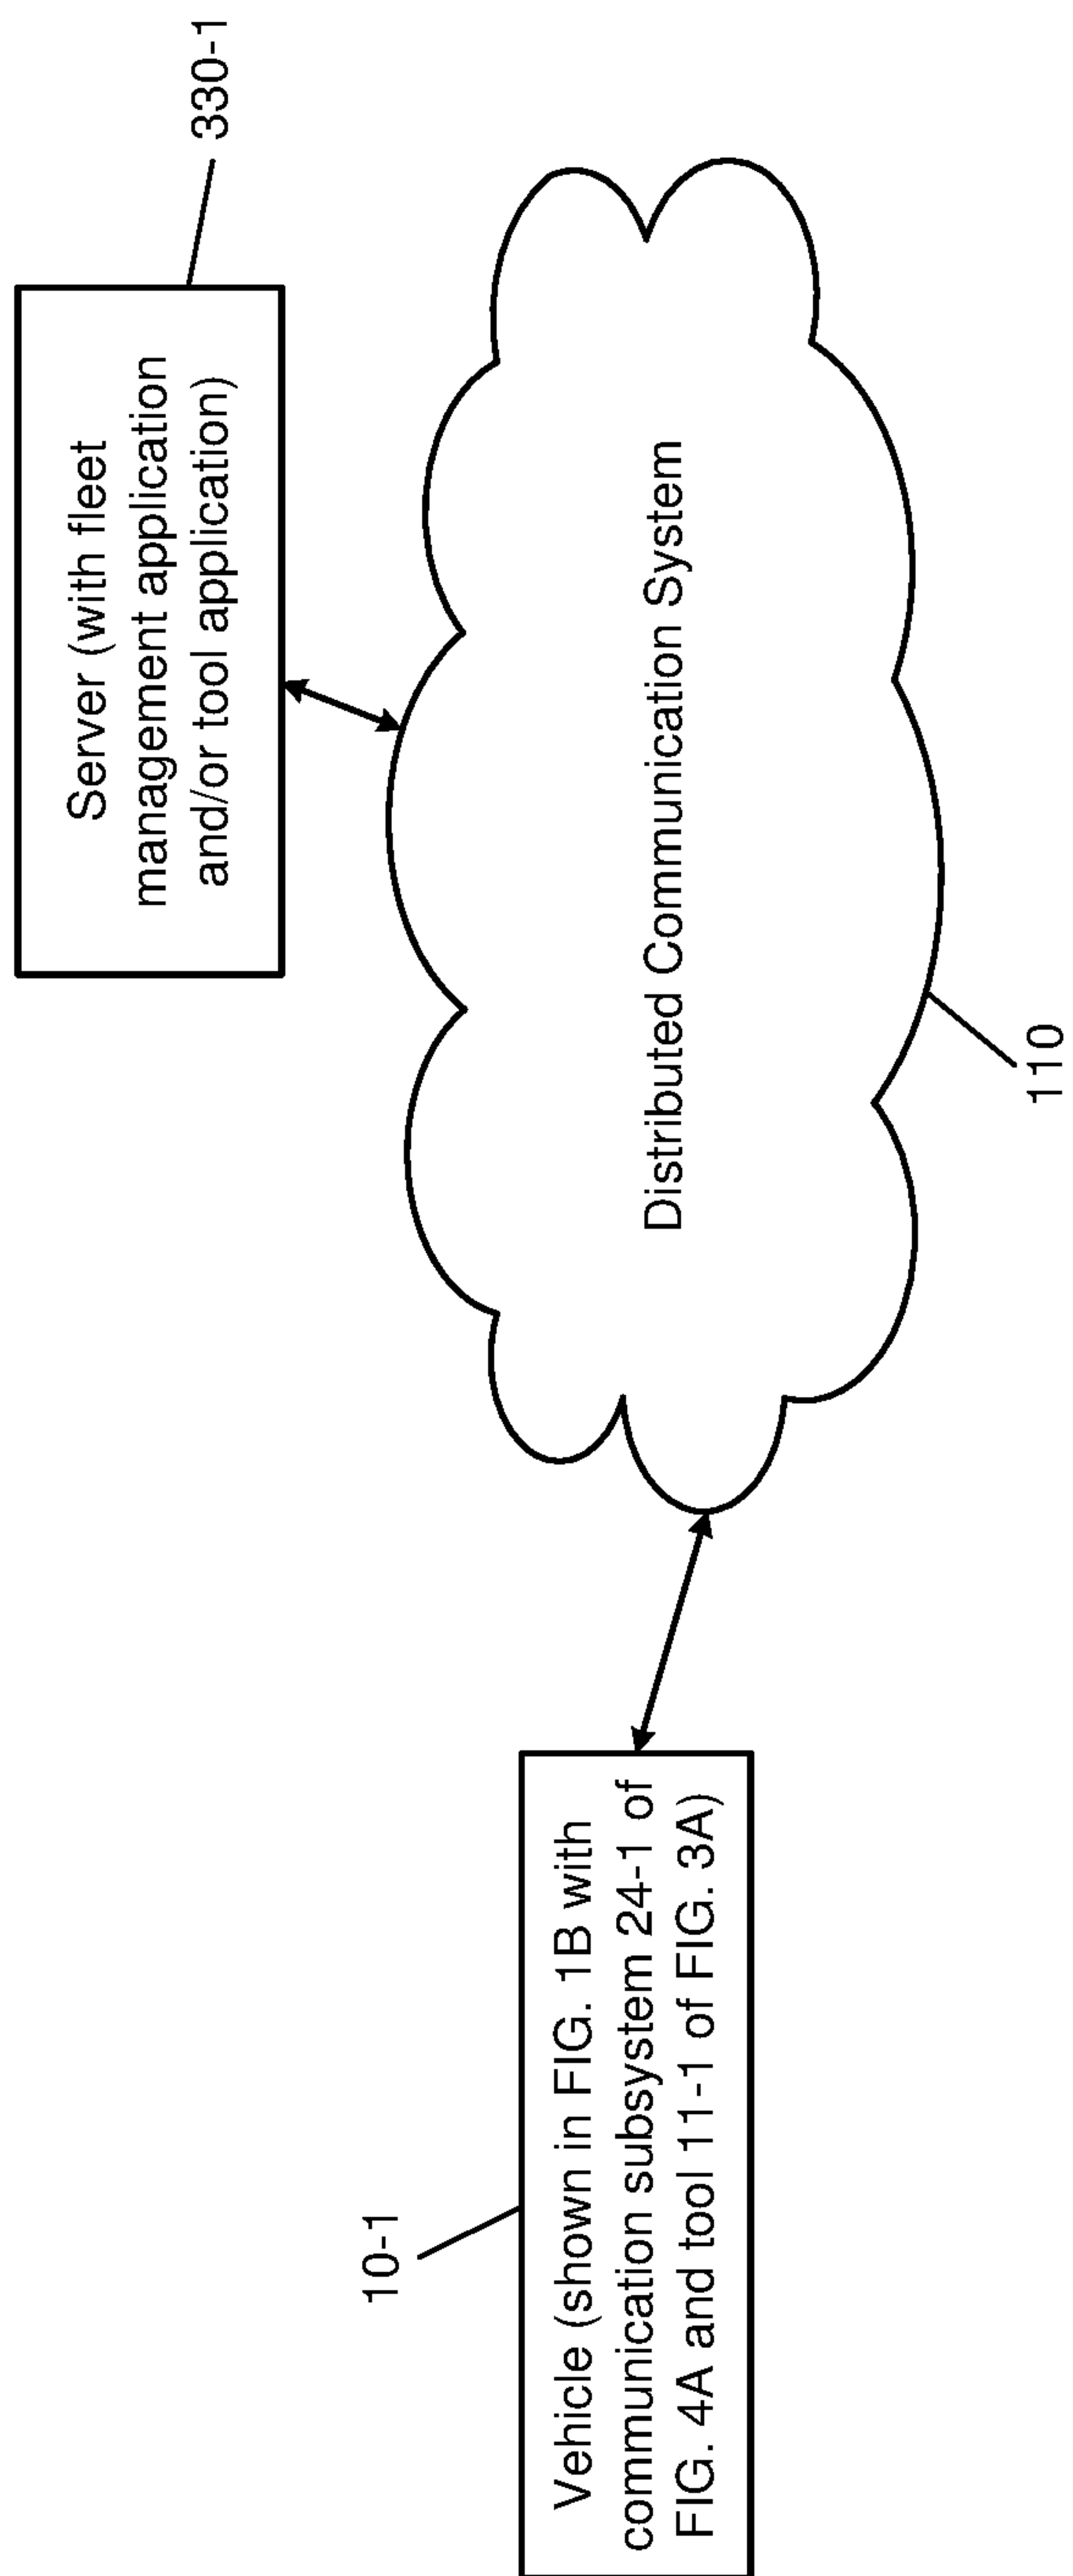 330-1
Server (with fleet
management application
and/or tool application)
Distributed Communication System
110
10-1
Vehicle (shown in FIG. 1B with
communication subsystem 24-1 of
FIG. 4A and tool 11-1 of FIG. 3A)